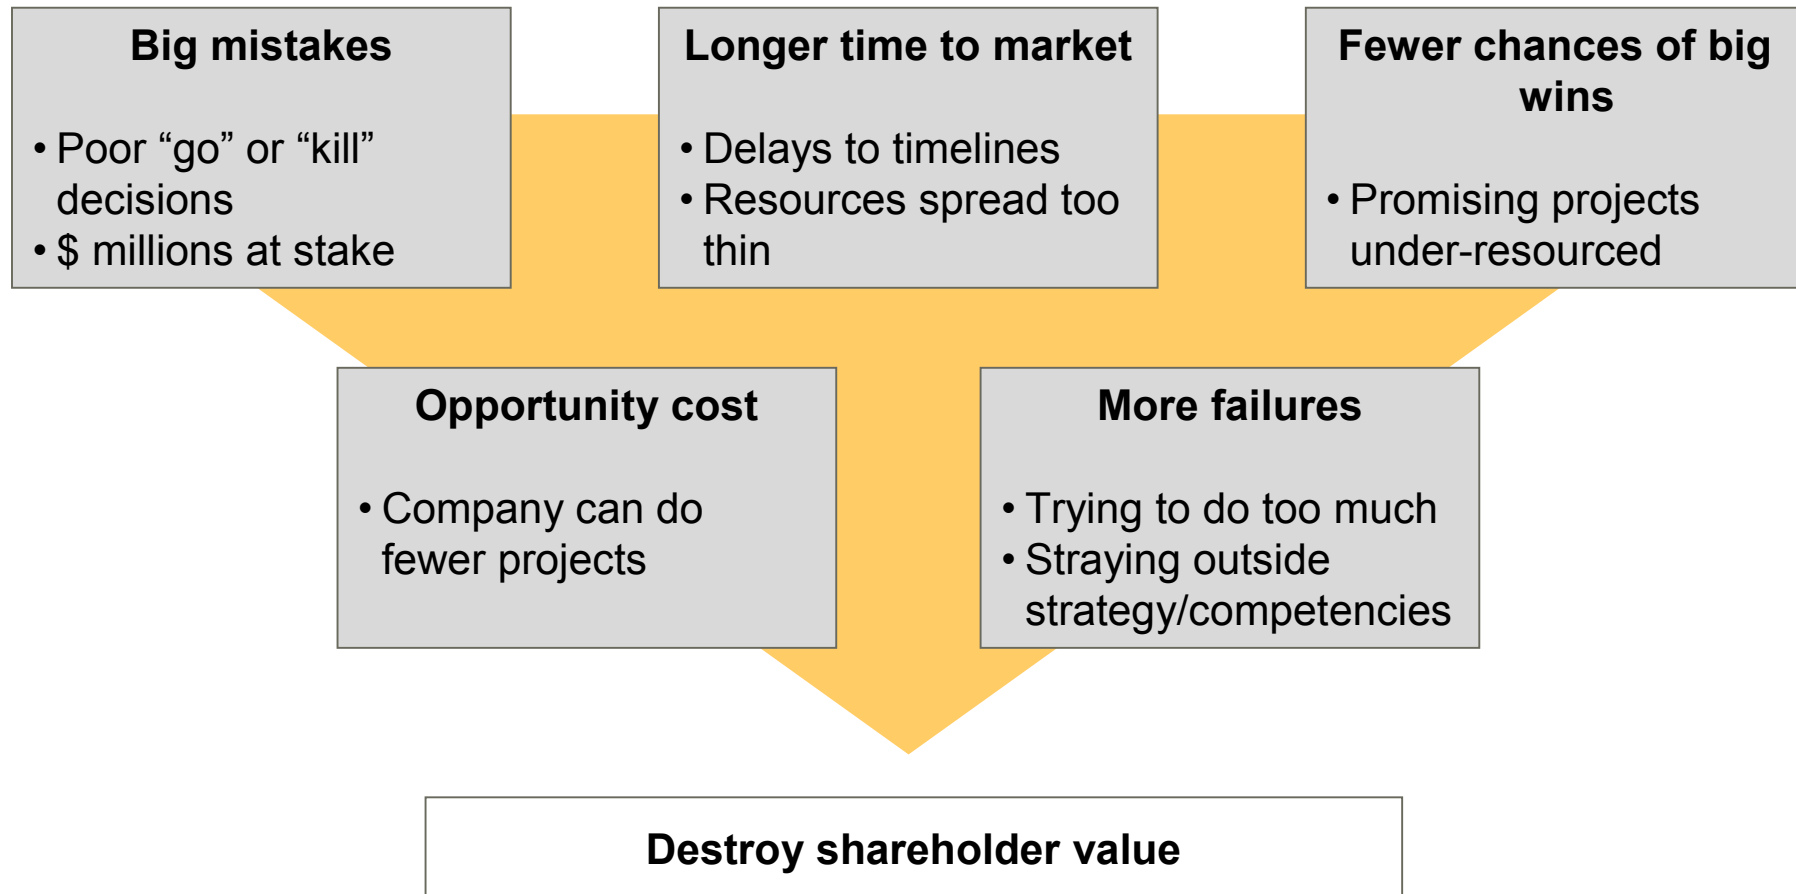 Big mistakes
• Poor “go” or “kill”
decisions
• $ millions at stake
Longer time to market
• Delays to timelines
• Resources spread too
thin
Fewer chances of big
wins
• Promising projects
under-resourced
Opportunity cost
• Company can do
fewer projects
More failures
• Trying to do too much
• Straying outside
strategy/competencies
Destroy shareholder value